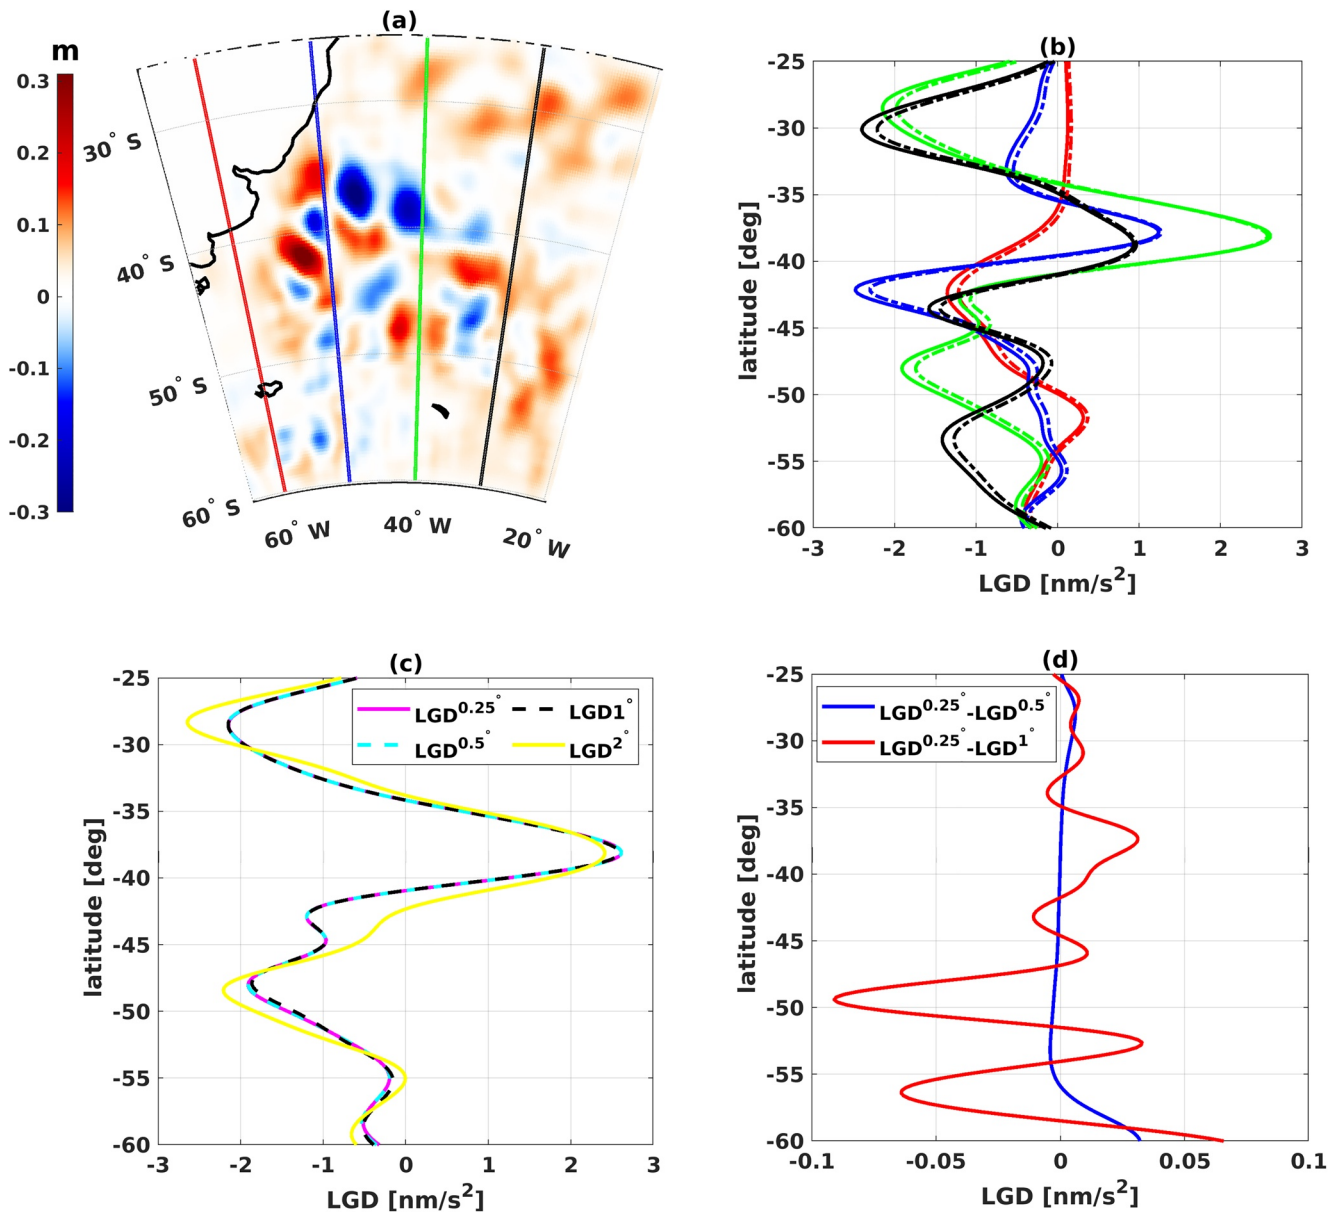 (a)
m
0.3
0.2
0.1
0
-0.1
-0.2
-0.3
30° S
40° S
50° S
60° S
60° W
40° W
20° W
(b)
-25
-30
-35
-40
-45
-50
-55
-60
latitude [deg]
-3 -2 -1 0 1 2 3
LGD [nm/s²]
(c)
-25
-30
-35
-40
-45
-50
-55
-60
latitude [deg]
LGD^0.25° LGD1°
LGD^0.5° LGD^2°
-3 -2 -1 0 1 2 3
LGD [nm/s²]
(d)
-25
-30
-35
-40
-45
-50
-55
-60
latitude [deg]
LGD^0.25°-LGD^0.5°
LGD^0.25°-LGD^1°
-0.1 -0.05 0 0.05 0.1
LGD [nm/s²]